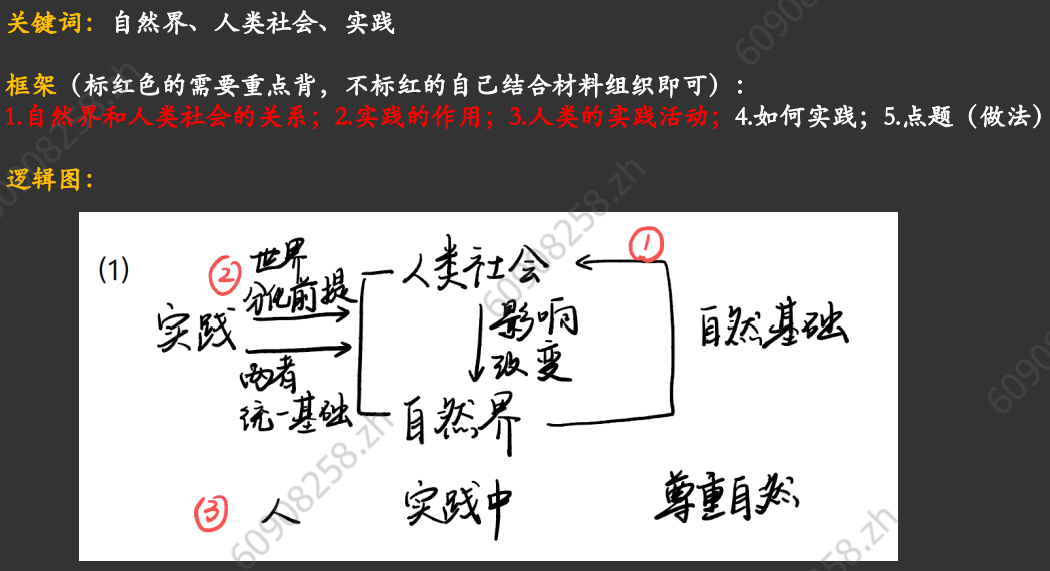 关键词：自然界、人类社会、实践
框架（标红色的需要重点背，不标红的自己结合材料组织即可）：
1.自然界和人类社会的关系；2.实践的作用；3.人类的实践活动；4.如何实践；5.点题（做法）
逻辑图：
(1)
② 世界
分化前提
实践
两者
统一基础
人类社会
影响
改变
自然界
①
自然基础
③ 人 实践中 尊重自然
60908258.zh
60908258.zh
60908258.zh
60908258.zh